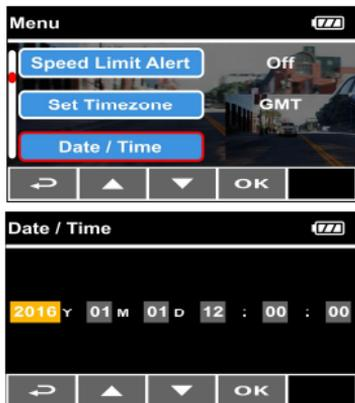 Menu
Speed Limit Alert Off
Set Timezone GMT
Date / Time
OK
Date / Time
2016 Y 01 M 01 D 12 : 00 : 00
OK